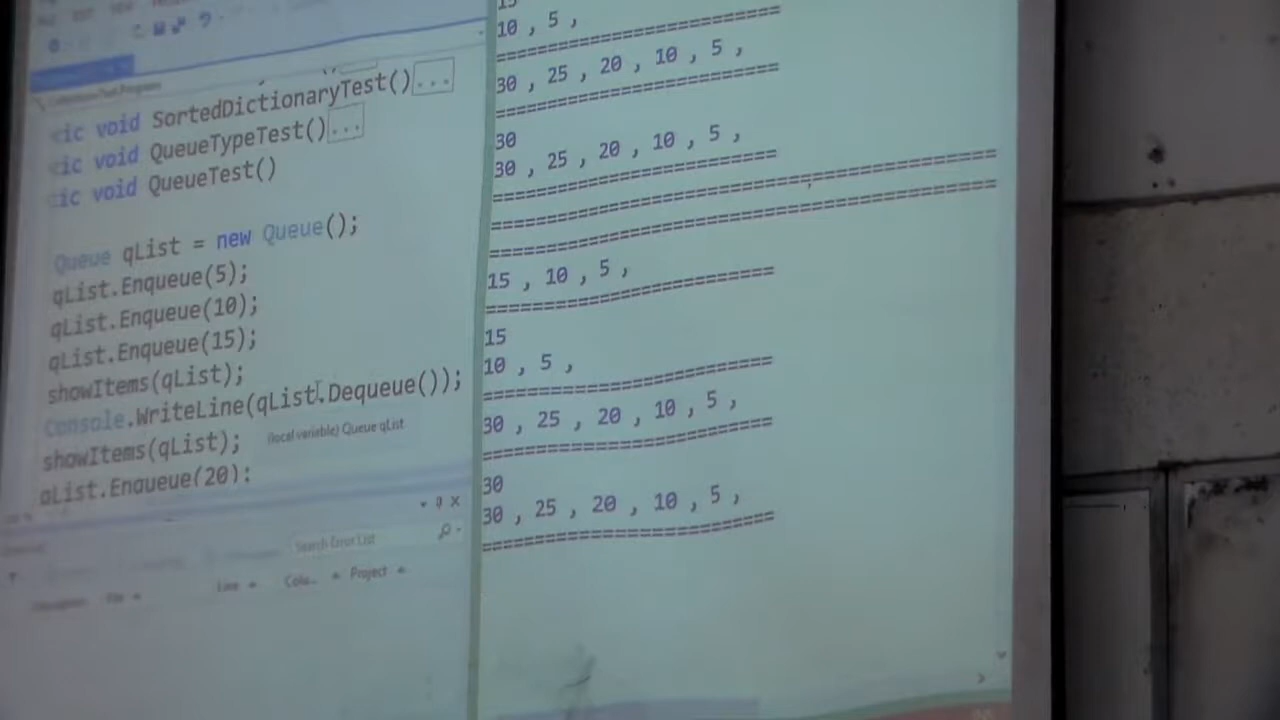 ic void SortedDictionaryTest()...
ic void QueueTypeTest()...
ic void QueueTest()
Queue qList = new Queue();
qList.Enqueue(5);
qList.Enqueue(10);
qList.Enqueue(15);
showItems(qList);
Console.WriteLine(qList.Dequeue());
(local variable) Queue qList
showItems(qList);
qList.Enqueue(20);
Search Error List
Line
Project
15
10 , 5 ,
=========================
30 , 25 , 20 , 10 , 5 ,
=========================
30
30 , 25 , 20 , 10 , 5 ,
=========================
==============================================
==============================================
15 , 10 , 5 ,
=========================
15
10 , 5 ,
=========================
30 , 25 , 20 , 10 , 5 ,
=========================
30
30 , 25 , 20 , 10 , 5 ,
=========================